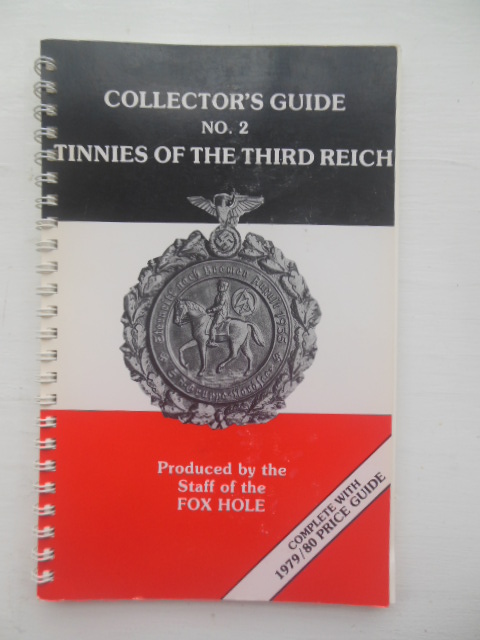 COLLECTOR'S GUIDE
NO. 2
TINNIES OF THE THIRD REICH
Produced by the
Staff of the
FOX HOLE
COMPLETE WITH
1979/80 PRICE GUIDE